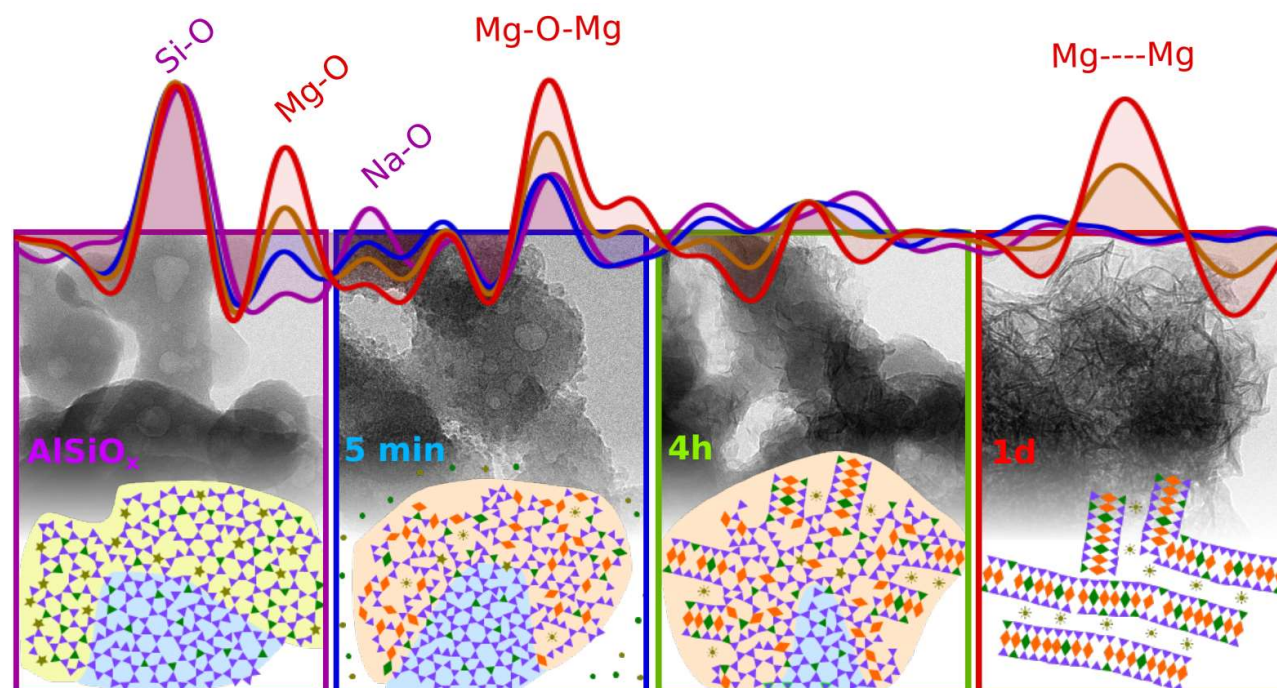 Si-O
Mg-O
Na-O
Mg-O-Mg
Mg----Mg
AlSiOₓ
5 min
4h
1d